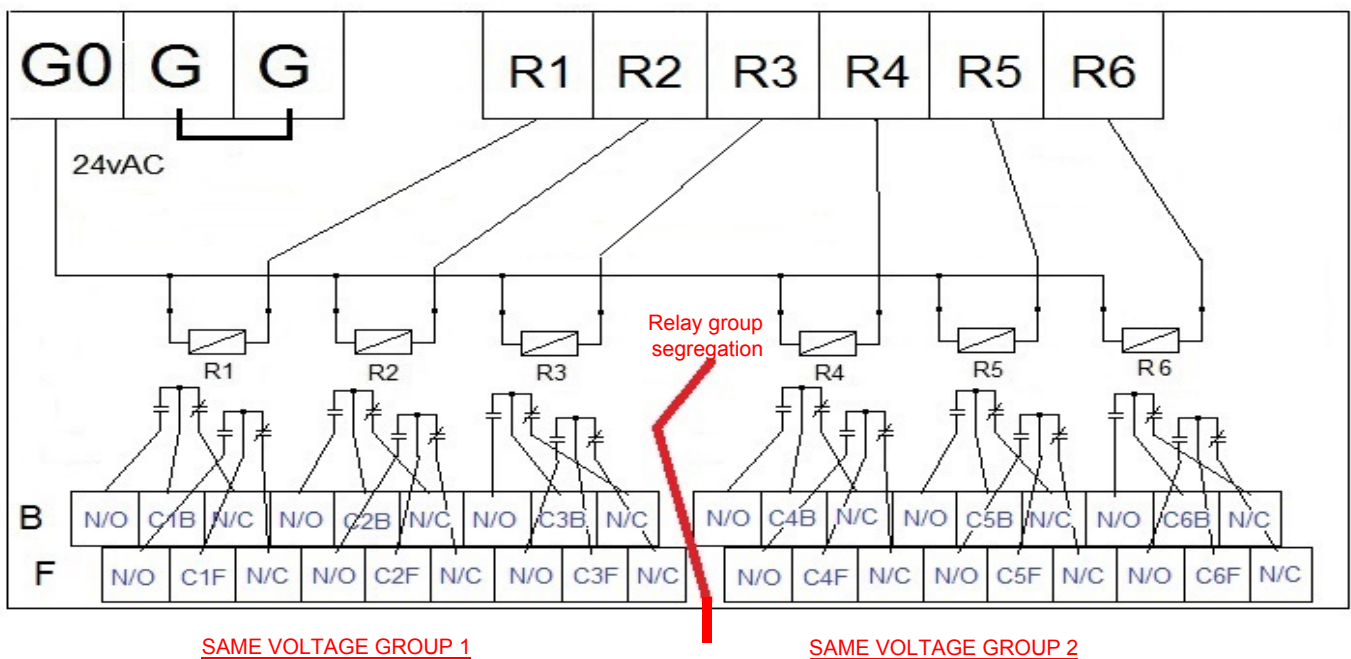 G0 G G R1 R2 R3 R4 R5 R6
24vAC
Relay group
segregation
R1 R2 R3 R4 R5 R6
B N/O C1B N/C N/O C2B N/C N/O C3B N/C N/O C4B N/C N/O C5B N/C N/O C6B N/C
F N/O C1F N/C N/O C2F N/C N/O C3F N/C N/O C4F N/C N/O C5F N/C N/O C6F N/C
SAME VOLTAGE GROUP 1 SAME VOLTAGE GROUP 2